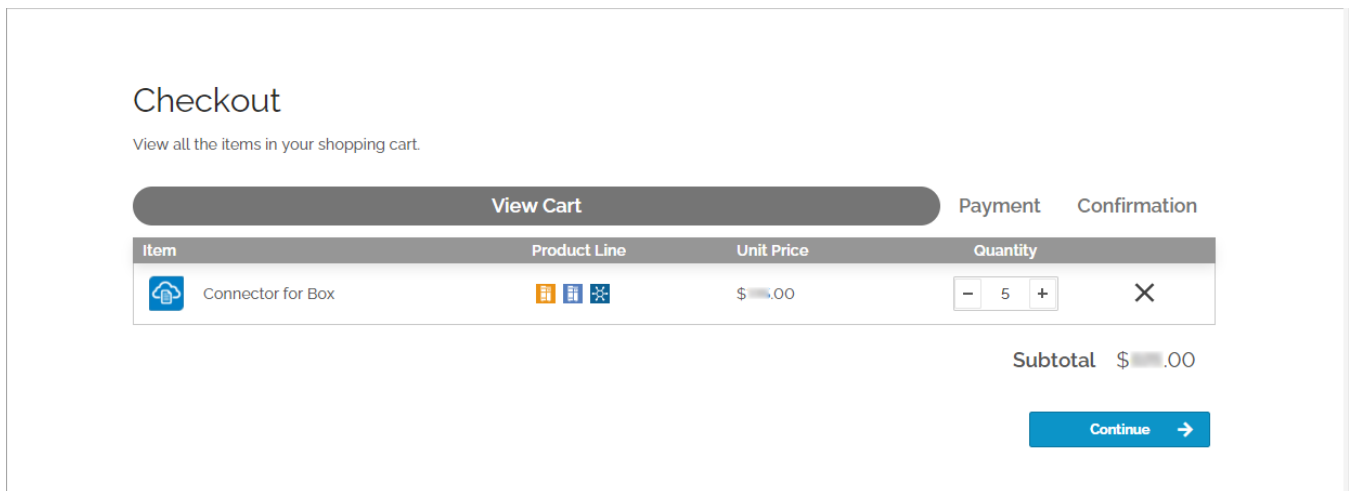 Checkout
View all the items in your shopping cart.
View Cart Payment Confirmation
Item Product Line Unit Price Quantity
Connector for Box $ .00 - 5 +
Subtotal $ .00
Continue